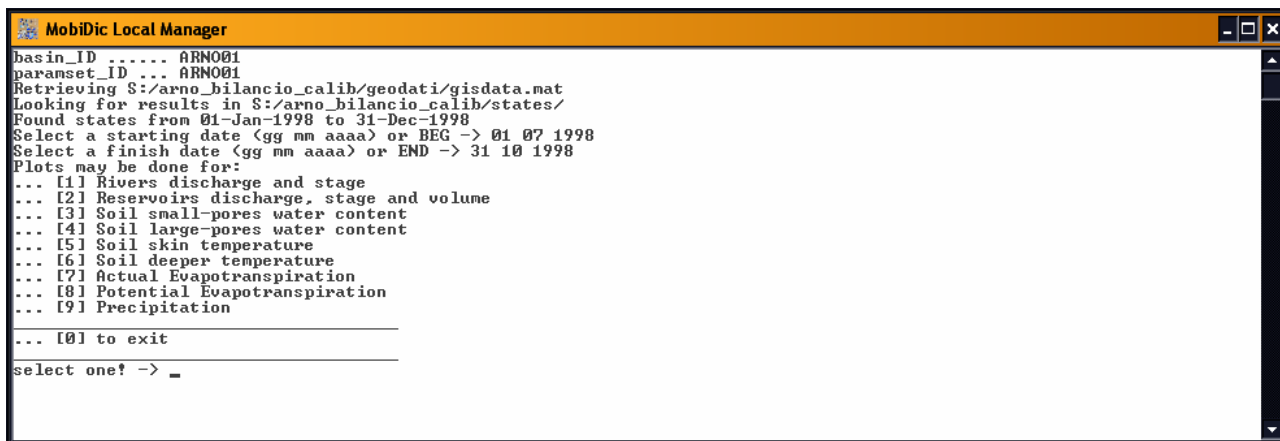 MobiDic Local Manager
basin_ID ...... ARNO01
paramset_ID ... ARNO01
Retrieving S:/arno_bilancio_calib/geodati/gisdata.mat
Looking for results in S:/arno_bilancio_calib/states/
Found states from 01-Jan-1998 to 31-Dec-1998
Select a starting date (gg mm aaaa) or BEG -> 01 07 1998
Select a finish date (gg mm aaaa) or END -> 31 10 1998
Plots may be done for:
... [1] Rivers discharge and stage
... [2] Reservoirs discharge, stage and volume
... [3] Soil small-pores water content
... [4] Soil large-pores water content
... [5] Soil skin temperature
... [6] Soil deeper temperature
... [7] Actual Evapotranspiration
... [8] Potential Evapotranspiration
... [9] Precipitation
... [0] to exit
select one! -> _